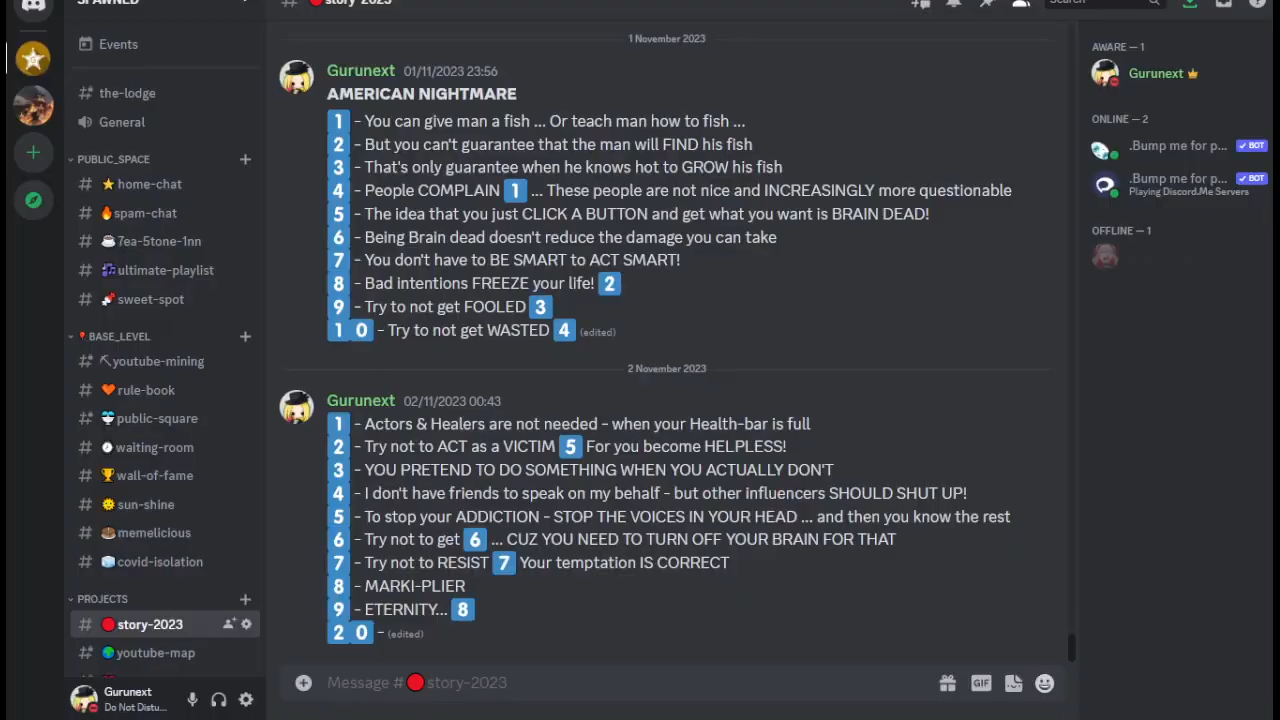 SPAWNED
story-2023
Search
Events
the-lodge
General
PUBLIC_SPACE
home-chat
spam-chat
7ea-5tone-1nn
ultimate-playlist
sweet-spot
BASE_LEVEL
youtube-mining
rule-book
public-square
waiting-room
wall-of-fame
sun-shine
memelicious
covid-isolation
PROJECTS
story-2023
youtube-map
Gurunext
Do Not Distu...
1 November 2023
Gurunext 01/11/2023 23:56
AMERICAN NIGHTMARE
1 - You can give man a fish ... Or teach man how to fish ...
2 - But you can't guarantee that the man will FIND his fish
3 - That's only guarantee when he knows hot to GROW his fish
4 - People COMPLAIN 1 ... These people are not nice and INCREASINGLY more questionable
5 - The idea that you just CLICK A BUTTON and get what you want is BRAIN DEAD!
6 - Being Brain dead doesn't reduce the damage you can take
7 - You don't have to BE SMART to ACT SMART!
8 - Bad intentions FREEZE your life! 2
9 - Try to not get FOOLED 3
1 0 - Try to not get WASTED 4 (edited)
2 November 2023
Gurunext 02/11/2023 00:43
1 - Actors & Healers are not needed - when your Health-bar is full
2 - Try not to ACT as a VICTIM 5 For you become HELPLESS!
3 - YOU PRETEND TO DO SOMETHING WHEN YOU ACTUALLY DON'T
4 - I don't have friends to speak on my behalf - but other influencers SHOULD SHUT UP!
5 - To stop your ADDICTION - STOP THE VOICES IN YOUR HEAD ... and then you know the rest
6 - Try not to get 6 ... CUZ YOU NEED TO TURN OFF YOUR BRAIN FOR THAT
7 - Try not to RESIST 7 Your temptation IS CORRECT
8 - MARKI-PLIER
9 - ETERNITY... 8
2 0 - (edited)
Message # story-2023
GIF
AWARE — 1
Gurunext
ONLINE — 2
.Bump me for p... BOT
.Bump me for p... BOT
Playing Discord.Me Servers
OFFLINE — 1